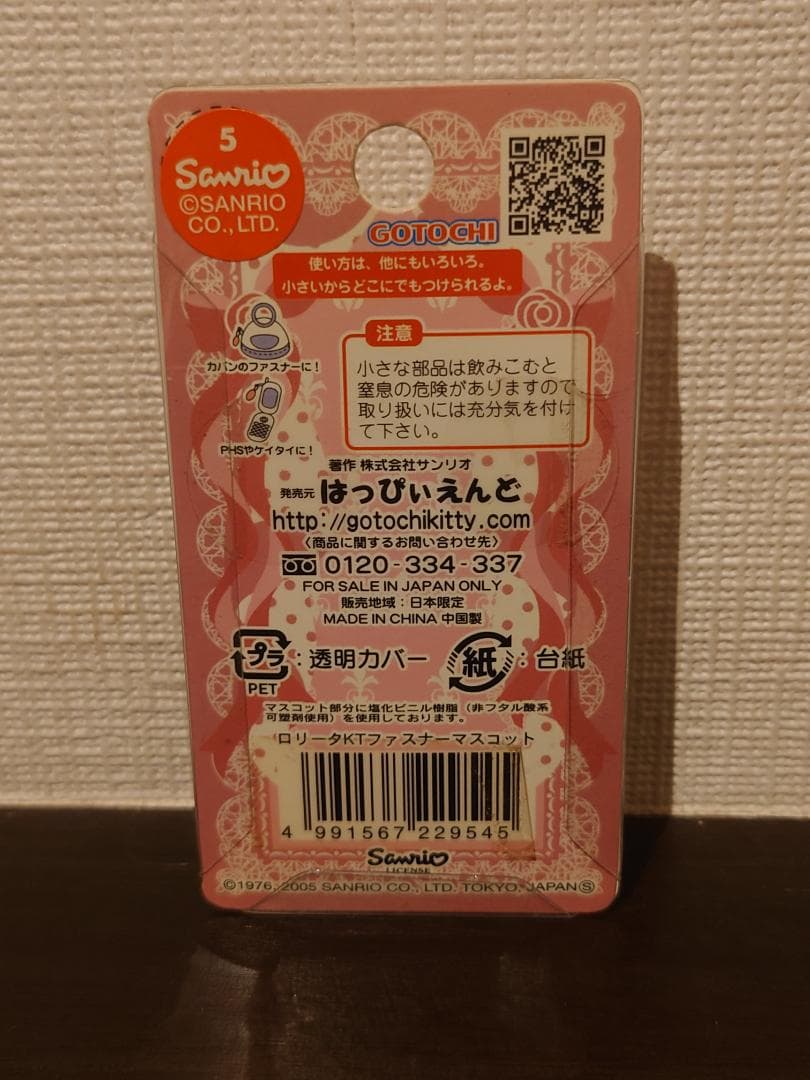 5
Sanrio
©SANRIO
CO., LTD.
GOTOCHI
使い方は、他にもいろいろ。
小さいからどこにでもつけられるよ。
カバンのファスナーに!
PHSやケイタイに!
注意
小さな部品は飲みこむと
窒息の危険がありますので
取り扱いには充分気を付け
て下さい。
著作 株式会社サンリオ
発売元 はっぴぃえんど
http://gotochikitty.com
〈商品に関するお問い合わせ先〉
0120-334-337
FOR SALE IN JAPAN ONLY
販売地域:日本限定
MADE IN CHINA 中国製
プラ:透明カバー
PET
紙:台紙
マスコット部分に塩化ビニル樹脂(非フタル酸系
可塑剤使用)を使用しております。
ロリータKTファスナーマスコット
4 991567 229545
Sanrio
LICENSE
©1976, 2005 SANRIO CO., LTD. TOKYO, JAPAN Ⓢ